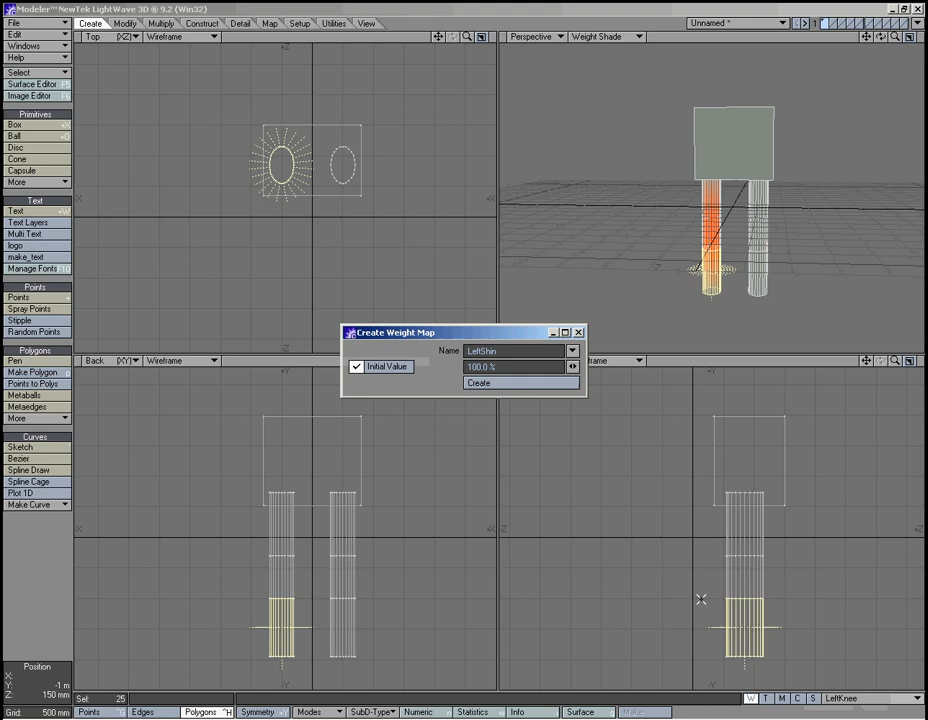 Modeler™ NewTek LightWave 3D ® 9.2 (Win32)
File Create Modify Multiply Construct Detail Map Setup Utilities View Unnamed * 1
Edit Top (XZ) Wireframe Perspective Weight Shade
Windows
Help
Select
Surface Editor F5
Image Editor F6
Primitives
Box +X
Ball +O
Disc
Cone
Capsule
More
Text
Text +W
Text Layers
Multi Text
logo
make_text
Manage Fonts F10
Points
Points +
Spray Points
Stipple
Random Points
Polygons
Pen
Make Polygon p
Points to Polys
Metaballs
Metaedges
More
Curves
Sketch
Bezier
Spline Draw
Spline Cage
Plot 1D
Make Curve
Create Weight Map
Name LeftShin
Initial Value 100.0 %
Create
Back (XY) Wireframe
Position
X:
Y: -1 m
Z: 150 mm
Grid: 500 mm
Sel: 25
W T M C S LeftKnee
Points ^G Edges Polygons ^H Symmetry +Y Modes SubD-Type Numeric n Statistics w Info i Surface q Make